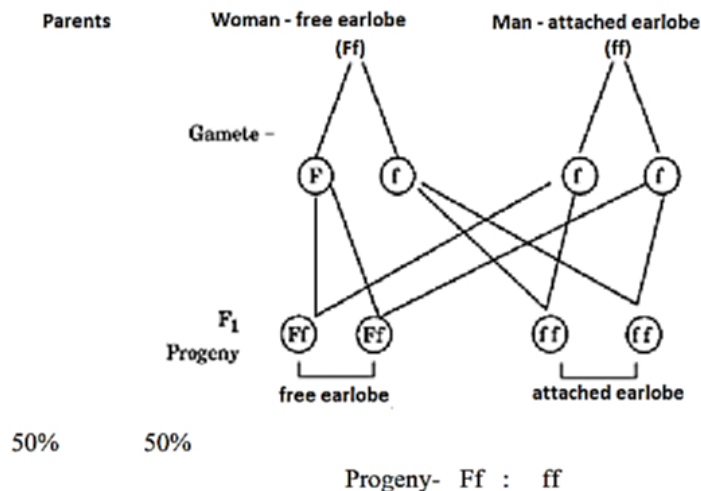 Parents Woman - free earlobe Man - attached earlobe
(Ff) (ff)
Gamete -
F f f f
F1
Progeny
Ff Ff ff ff
free earlobe attached earlobe
50% 50%
Progeny- Ff : ff